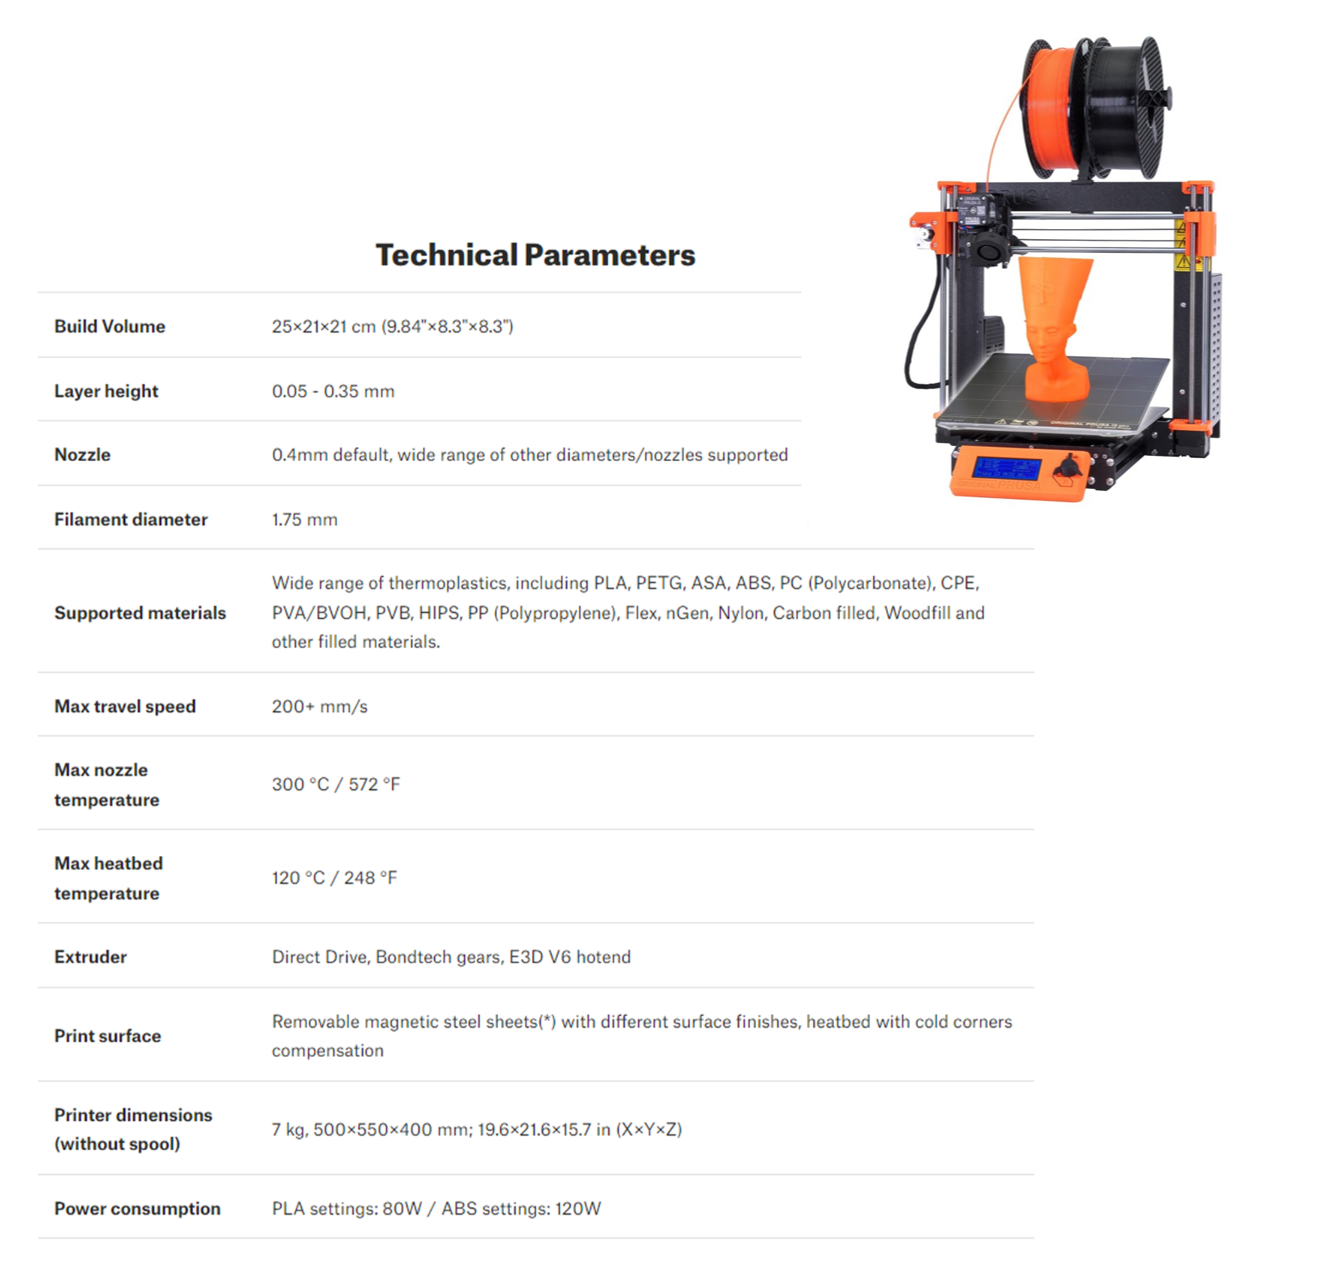 Technical Parameters
Build Volume 25×21×21 cm (9.84"×8.3"×8.3")
Layer height 0.05 - 0.35 mm
Nozzle 0.4mm default, wide range of other diameters/nozzles supported
Filament diameter 1.75 mm
Supported materials Wide range of thermoplastics, including PLA, PETG, ASA, ABS, PC (Polycarbonate), CPE,
PVA/BVOH, PVB, HIPS, PP (Polypropylene), Flex, nGen, Nylon, Carbon filled, Woodfill and
other filled materials.
Max travel speed 200+ mm/s
Max nozzle
temperature
300 °C / 572 °F
Max heatbed
temperature
120 °C / 248 °F
Extruder Direct Drive, Bondtech gears, E3D V6 hotend
Print surface Removable magnetic steel sheets(*) with different surface finishes, heatbed with cold corners
compensation
Printer dimensions
(without spool)
7 kg, 500×550×400 mm; 19.6×21.6×15.7 in (X×Y×Z)
Power consumption PLA settings: 80W / ABS settings: 120W